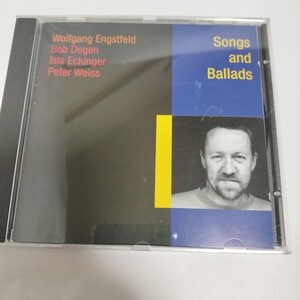 Wolfgang Engstfeld
Bob Degen
Isla Eckinger
Peter Weiss
Songs
and
Ballads